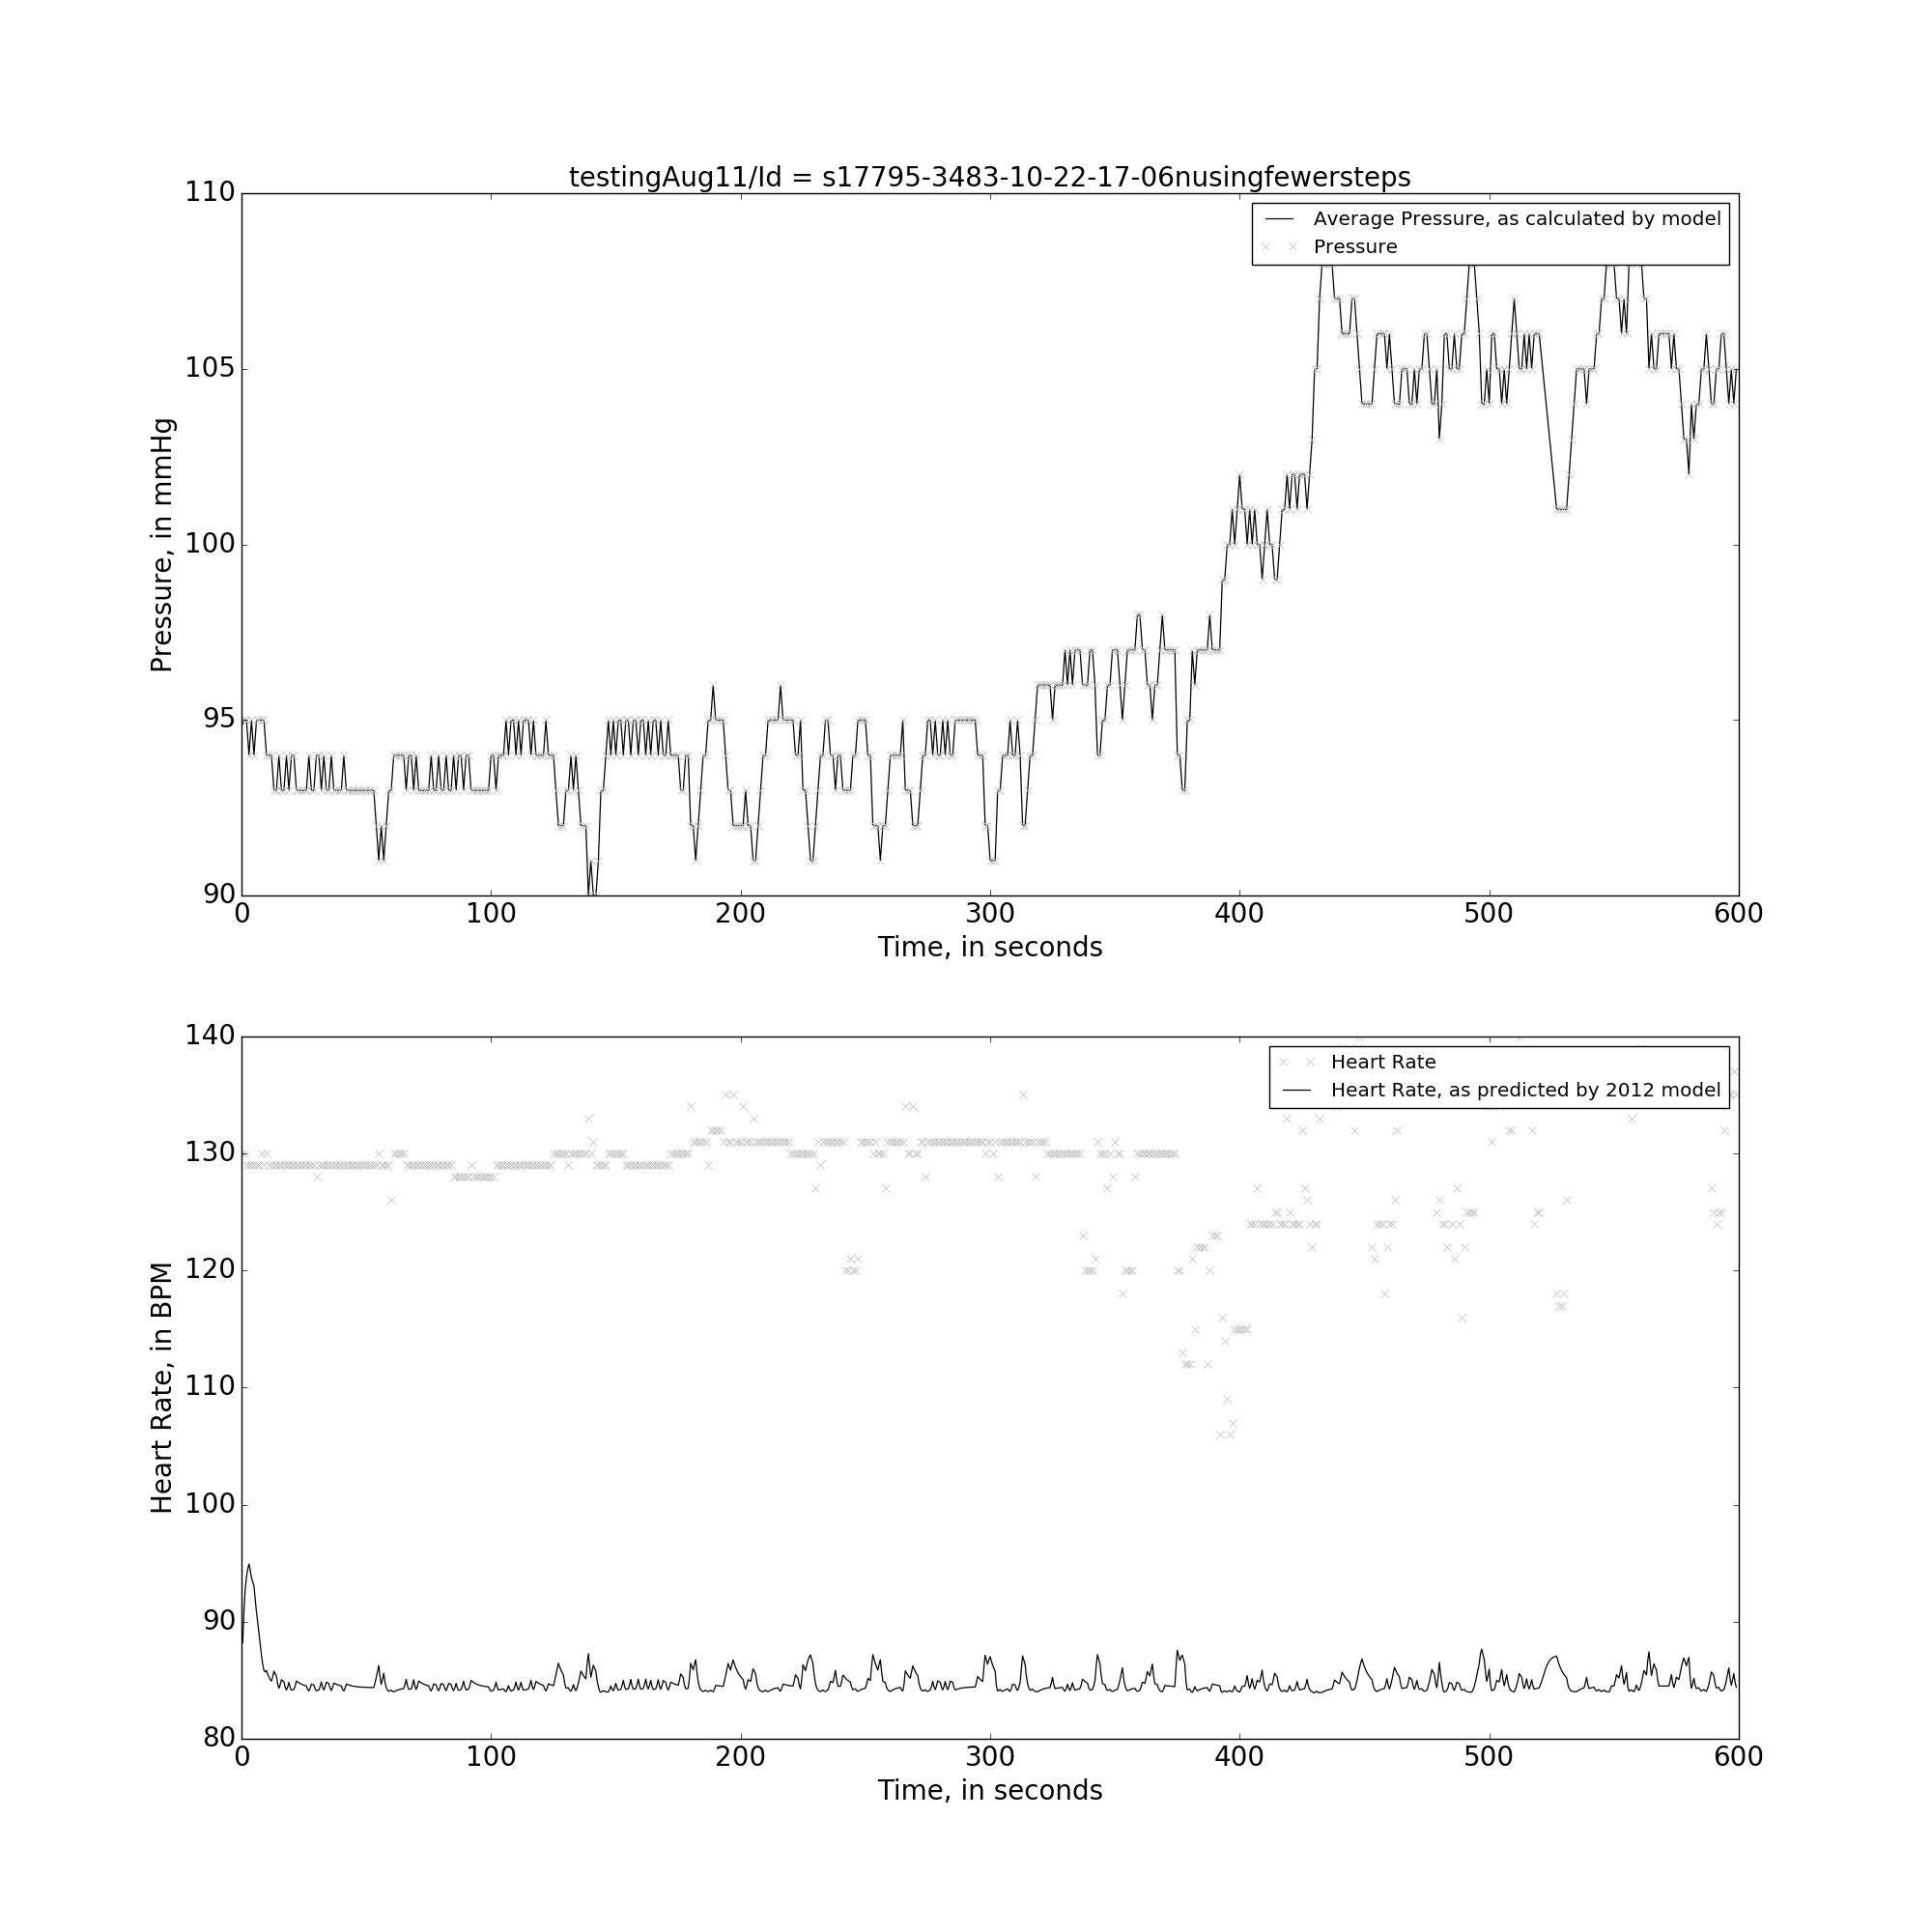 testingAug11/Id = s17795-3483-10-22-17-06nusingfewersteps
110
105
100
95
90
Pressure, in mmHg
Average Pressure, as calculated by model
Pressure
0 100 200 300 400 500 600
Time, in seconds
140
130
120
110
100
90
80
Heart Rate, in BPM
Heart Rate
Heart Rate, as predicted by 2012 model
0 100 200 300 400 500 600
Time, in seconds